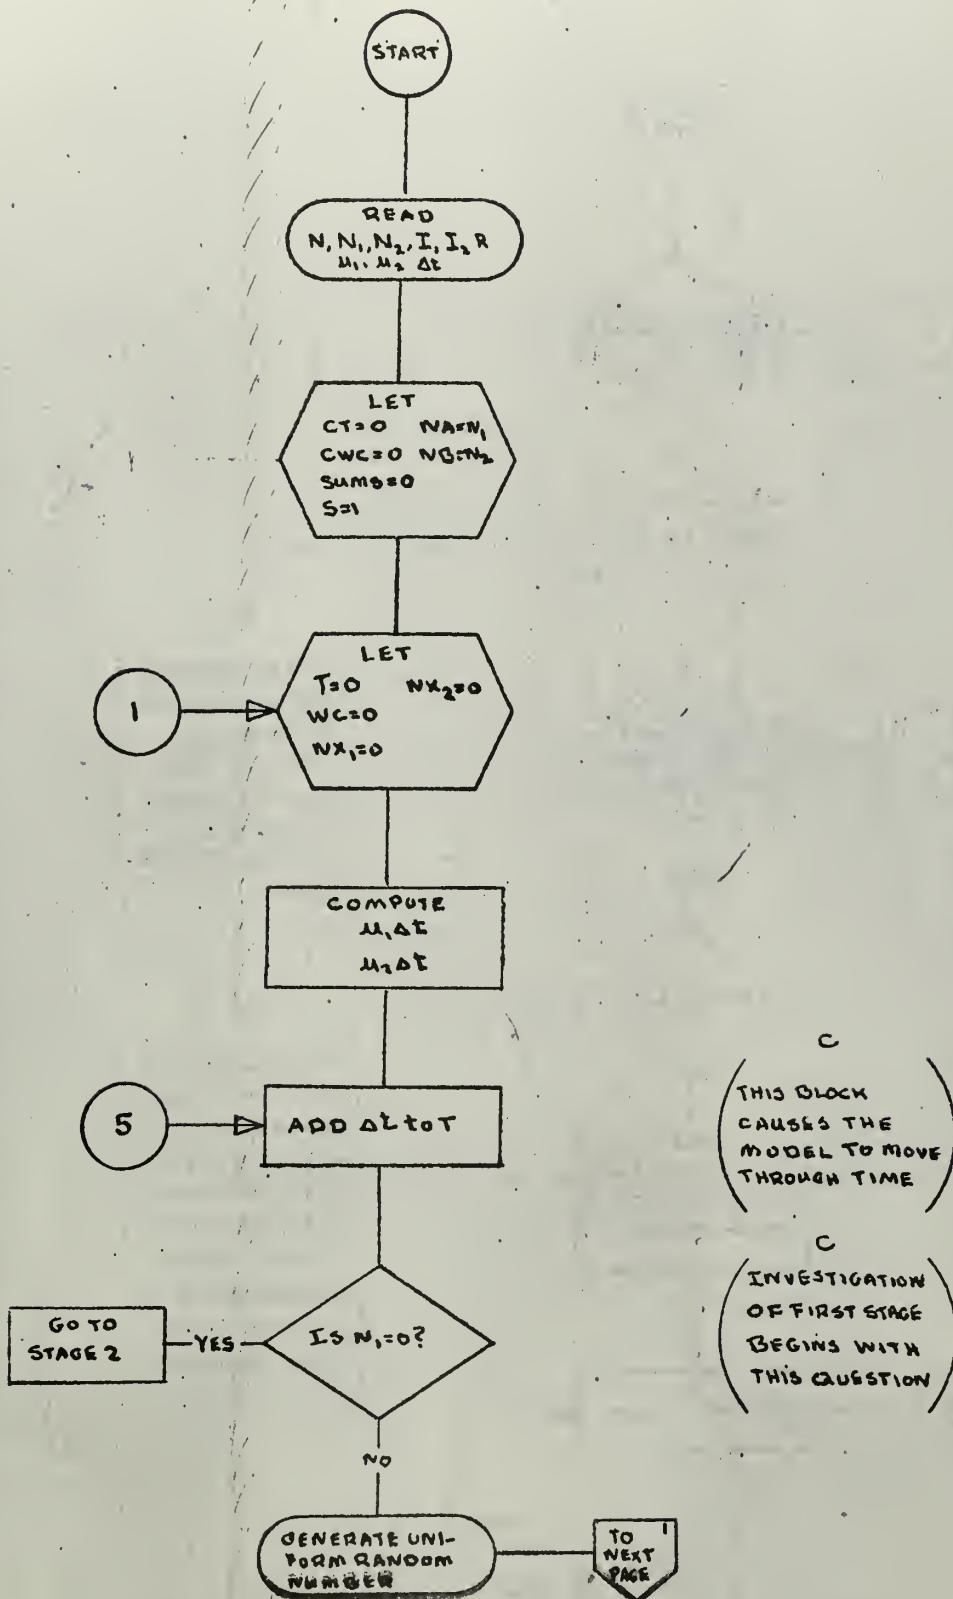 START
READ
N, N₁, N₂, I, I₂ R
μ₁, μ₂ Δt
LET
CT=0 NA=N₁
CWC=0 NB=N₂
SUMS=0
S=1
LET
T=0 NX₂=0
WC=0
NX₁=0
1
COMPUTE
μ₁Δt
μ₂Δt
5
ADD Δt to T
C
THIS BLOCK
CAUSES THE
MODEL TO MOVE
THROUGH TIME
C
INVESTIGATION
OF FIRST STAGE
BEGINS WITH
THIS QUESTION
GO TO
STAGE 2
YES
IS N₁=0?
NO
GENERATE UNI-
FORM RANDOM
NUMBER
TO 1
NEXT
PAGE